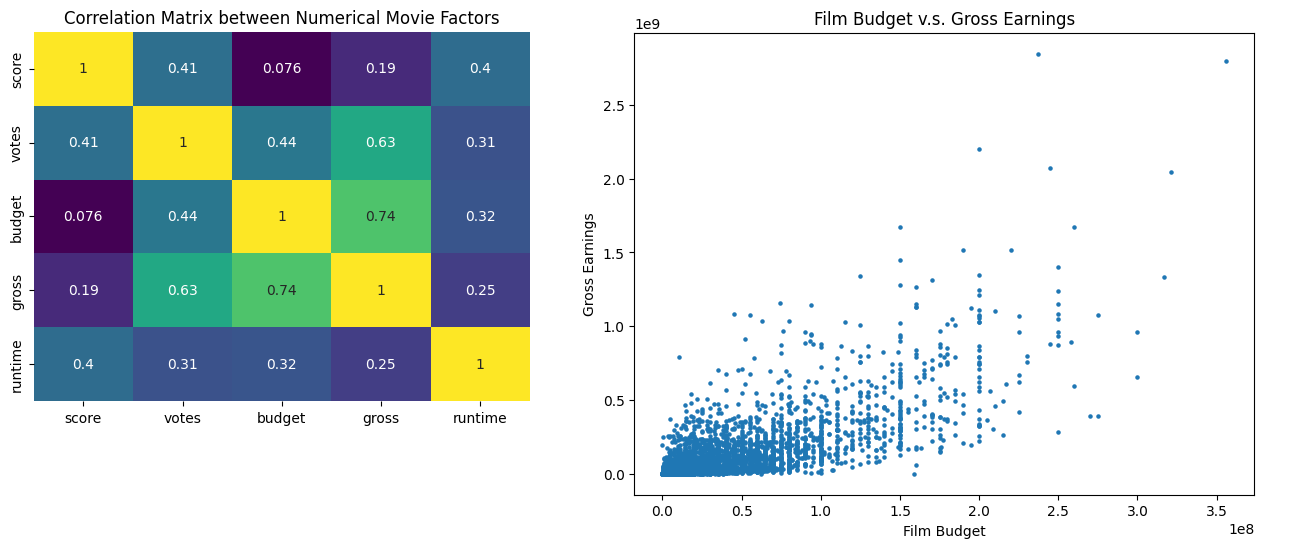 Correlation Matrix between Numerical Movie Factors
score 1 0.41 0.076 0.19 0.4
votes 0.41 1 0.44 0.63 0.31
budget 0.076 0.44 1 0.74 0.32
gross 0.19 0.63 0.74 1 0.25
runtime 0.4 0.31 0.32 0.25 1
score votes budget gross runtime
Film Budget v.s. Gross Earnings
1e9
Gross Earnings
2.5
2.0
1.5
1.0
0.5
0.0
0.0 0.5 1.0 1.5 2.0 2.5 3.0 3.5
Film Budget
1e8